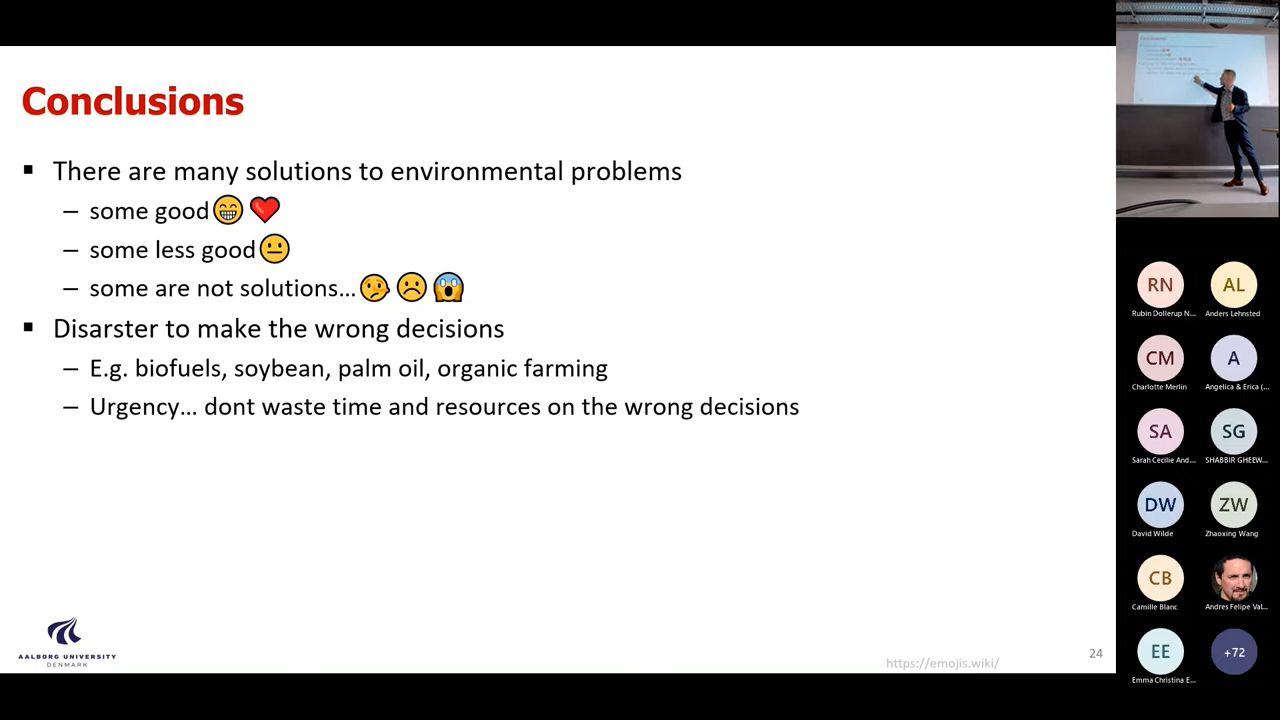 Conclusions
▪ There are many solutions to environmental problems
– some good😁 ❤️
– some less good😐
– some are not solutions...🤥 ☹️ 😱
▪ Disarster to make the wrong decisions
– E.g. biofuels, soybean, palm oil, organic farming
– Urgency... dont waste time and resources on the wrong decisions
AALBORG UNIVERSITY
DENMARK
https://emojis.wiki/
24
RN
Rubin Dollerup N...
AL
Anders Lehnsted
CM
Charlotte Merlin
A
Angelica & Erica (...
SA
Sarah Cecilie And...
SG
SHABBIR GHEEW...
DW
David Wilde
ZW
Zhaoxing Wang
CB
Camille Blanc
Andres Felipe Val...
EE
Emma Christina E...
+72